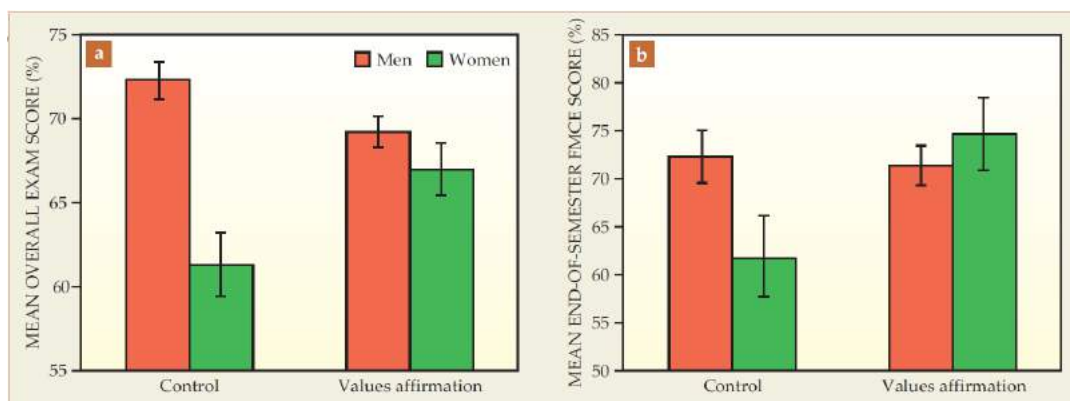 MEAN OVERALL EXAM SCORE (%)
75
70
65
60
55
a
Men
Women
Control
Values affirmation
MEAN END-OF-SEMESTER FMCE SCORE (%)
85
80
75
70
65
60
55
50
b
Control
Values affirmation